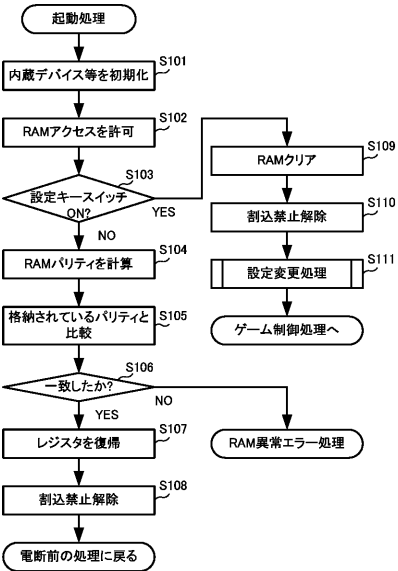 起動処理
S101
内蔵デバイス等を初期化
S102
RAMアクセスを許可
S103
設定キースイッチ
ON?
YES
NO
S104
RAMパリティを計算
S105
格納されているパリティと
比較
S106
一致したか?
NO
YES
S107
レジスタを復帰
S108
割込禁止解除
電断前の処理に戻る
S109
RAMクリア
S110
割込禁止解除
S111
設定変更処理
ゲーム制御処理へ
RAM異常エラー処理